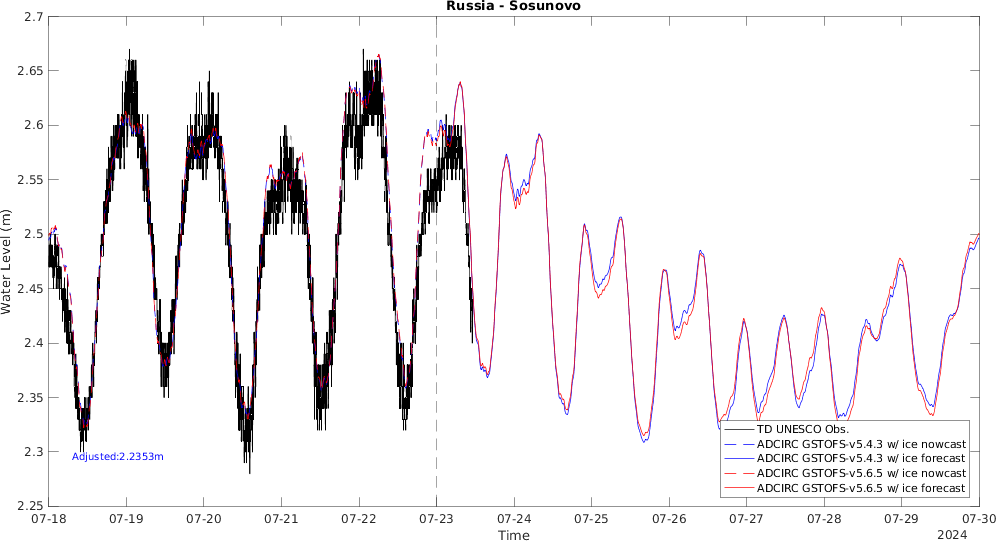 Russia - Sosunovo
2.7
2.65
2.6
2.55
2.5
2.45
2.4
2.35
2.3
2.25
Water Level (m)
Adjusted:2.2353m
TD UNESCO Obs.
ADCIRC GSTOFS-v5.4.3 w/ ice nowcast
ADCIRC GSTOFS-v5.4.3 w/ ice forecast
ADCIRC GSTOFS-v5.6.5 w/ ice nowcast
ADCIRC GSTOFS-v5.6.5 w/ ice forecast
07-18 07-19 07-20 07-21 07-22 07-23 07-24 07-25 07-26 07-27 07-28 07-29 07-30
Time
2024